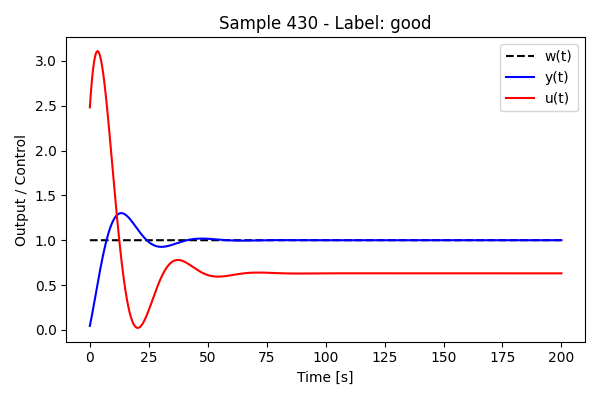 Sample 430 - Label: good
w(t)
y(t)
u(t)
Output / Control
3.0
2.5
2.0
1.5
1.0
0.5
0.0
0 25 50 75 100 125 150 175 200
Time [s]